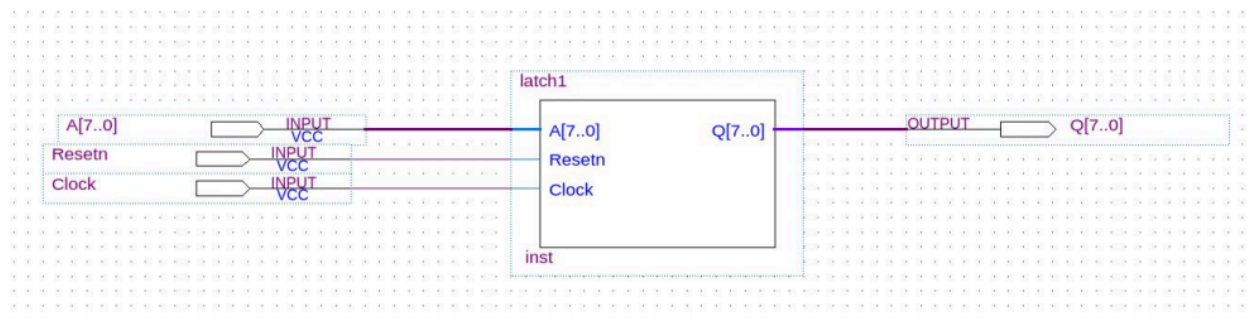 latch1
A[7..0] INPUT VCC A[7..0] Q[7..0] OUTPUT Q[7..0]
Resetn INPUT VCC Resetn
Clock INPUT VCC Clock
inst